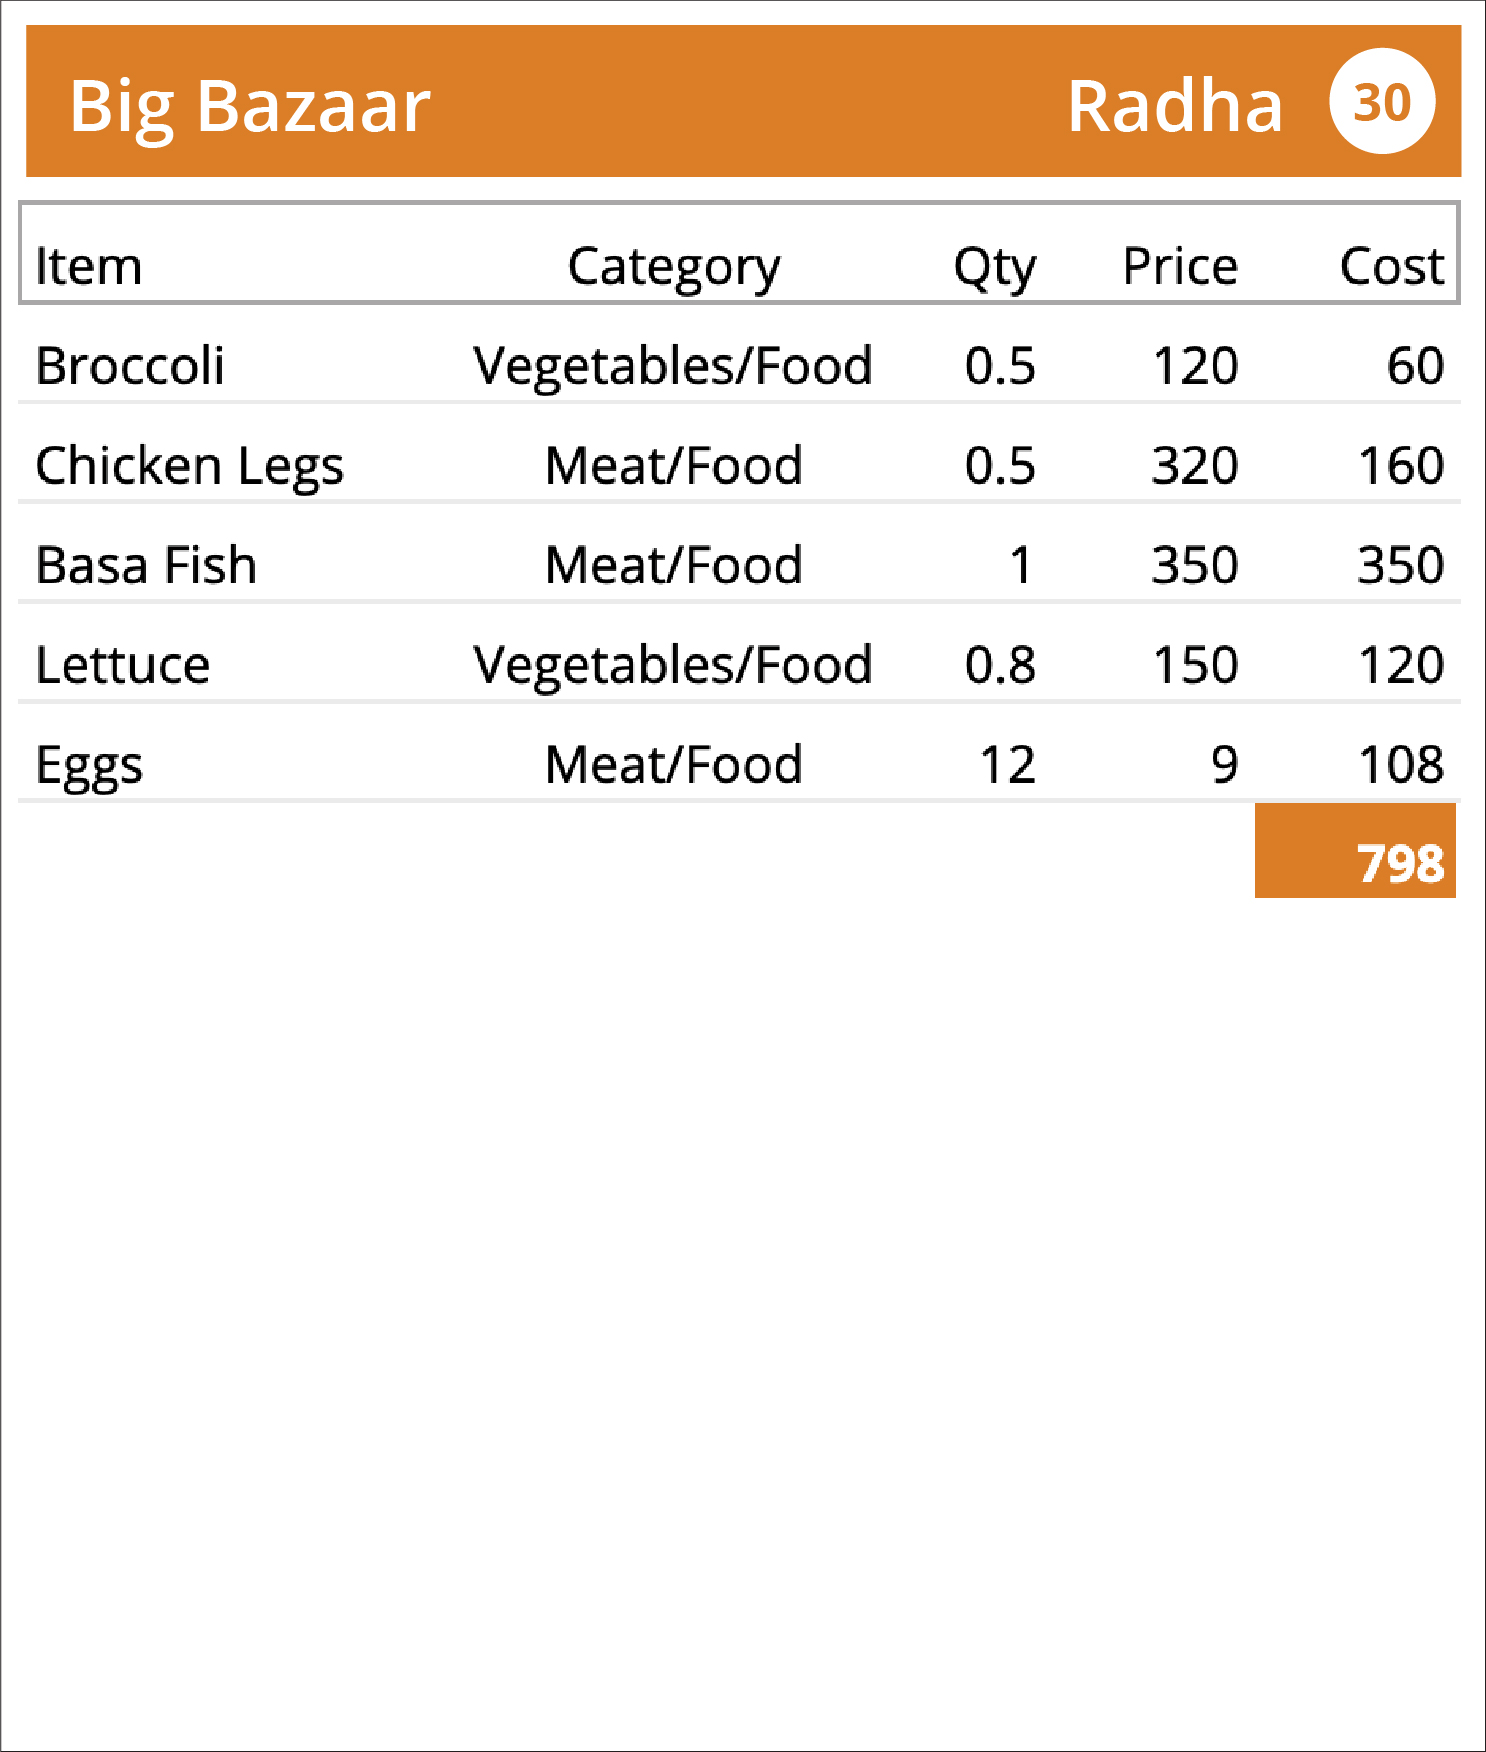 Big Bazaar Radha 30
Item Category Qty Price Cost
Broccoli Vegetables/Food 0.5 120 60
Chicken Legs Meat/Food 0.5 320 160
Basa Fish Meat/Food 1 350 350
Lettuce Vegetables/Food 0.8 150 120
Eggs Meat/Food 12 9 108
798